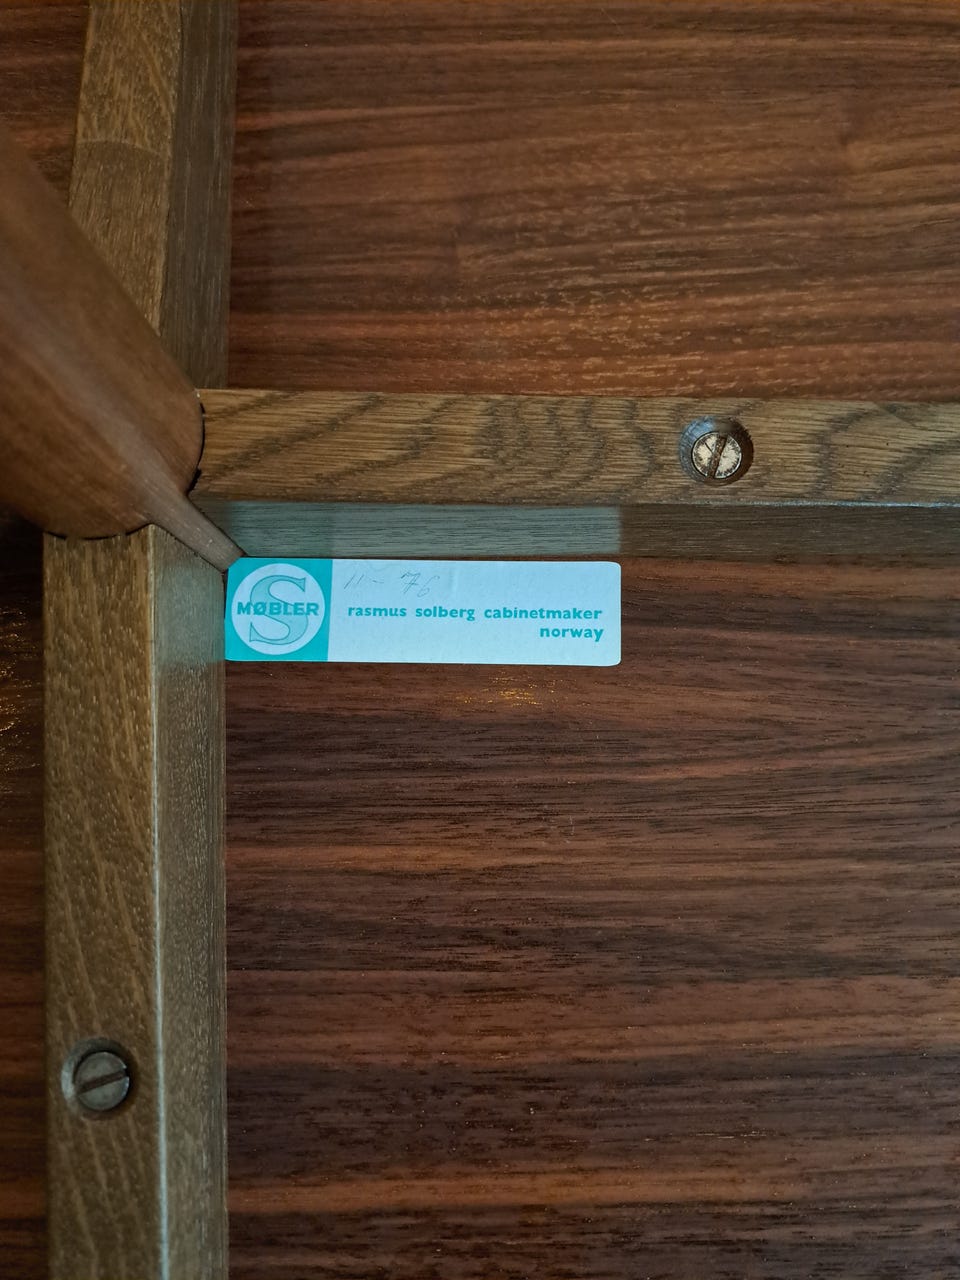 S
MØBLER
11 - 76
rasmus solberg cabinetmaker
norway